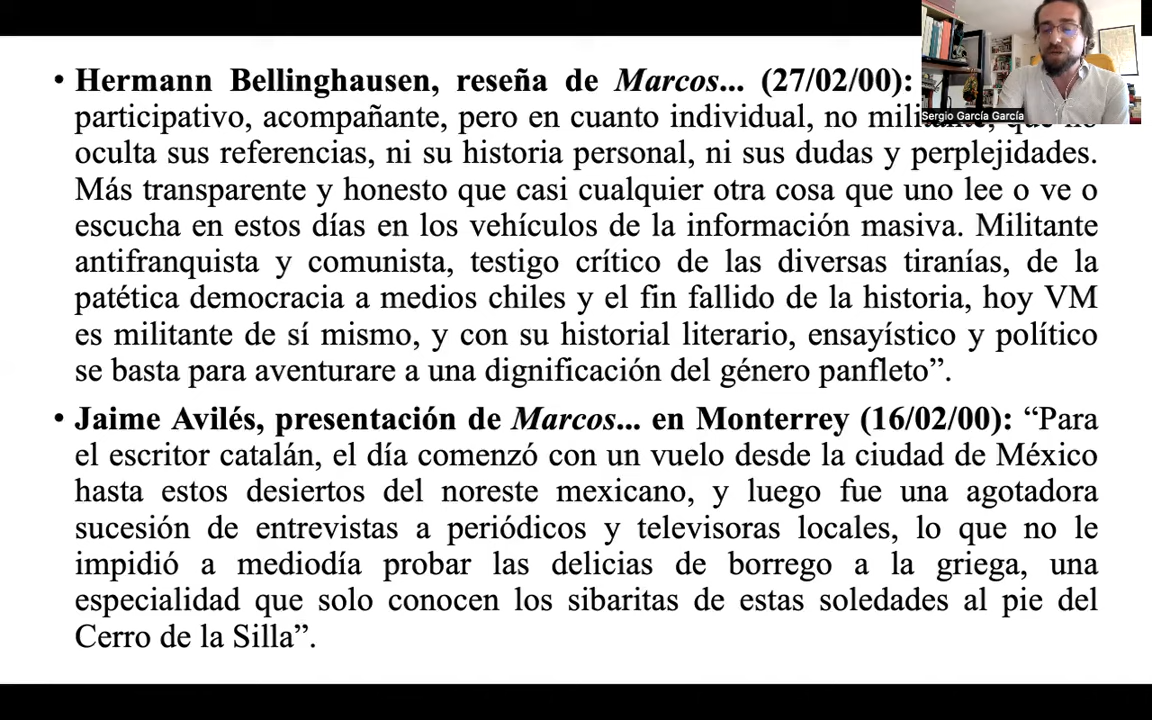 Sergio García García
• Hermann Bellinghausen, reseña de Marcos... (27/02/00):
participativo, acompañante, pero en cuanto individual, no militante, que no
oculta sus referencias, ni su historia personal, ni sus dudas y perplejidades.
Más transparente y honesto que casi cualquier otra cosa que uno lee o ve o
escucha en estos días en los vehículos de la información masiva. Militante
antifranquista y comunista, testigo crítico de las diversas tiranías, de la
patética democracia a medios chiles y el fin fallido de la historia, hoy VM
es militante de sí mismo, y con su historial literario, ensayístico y político
se basta para aventurare a una dignificación del género panfleto”.
• Jaime Avilés, presentación de Marcos... en Monterrey (16/02/00): “Para
el escritor catalán, el día comenzó con un vuelo desde la ciudad de México
hasta estos desiertos del noreste mexicano, y luego fue una agotadora
sucesión de entrevistas a periódicos y televisoras locales, lo que no le
impidió a mediodía probar las delicias de borrego a la griega, una
especialidad que solo conocen los sibaritas de estas soledades al pie del
Cerro de la Silla”.